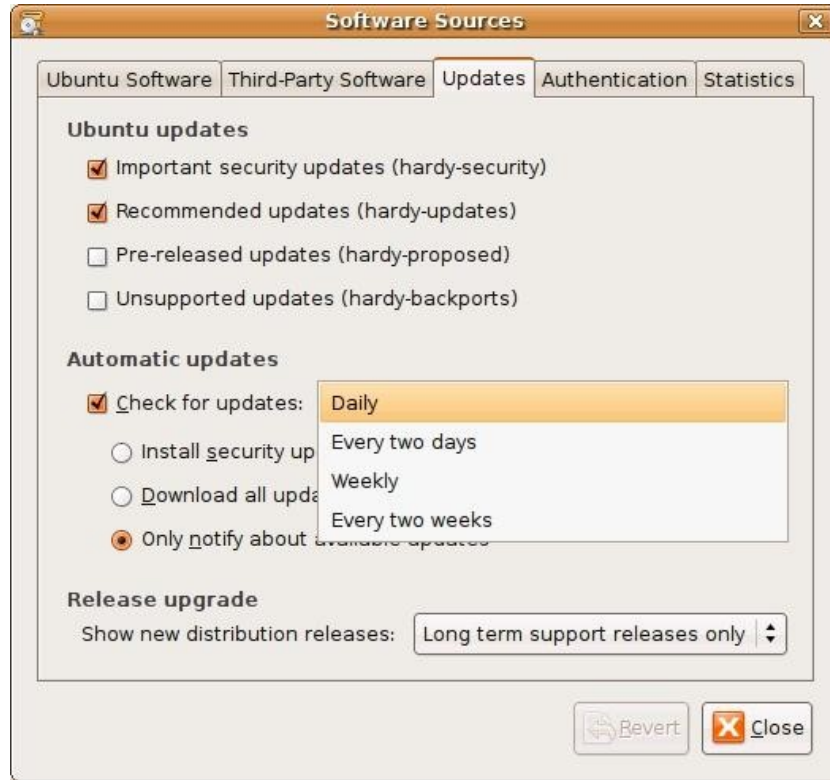 Software Sources
Ubuntu Software Third-Party Software Updates Authentication Statistics
Ubuntu updates
Important security updates (hardy-security)
Recommended updates (hardy-updates)
Pre-released updates (hardy-proposed)
Unsupported updates (hardy-backports)
Automatic updates
Check for updates: Daily
Every two days
Install security up
Weekly
Download all upda
Every two weeks
Only notify about available updates
Release upgrade
Show new distribution releases: Long term support releases only
Revert Close